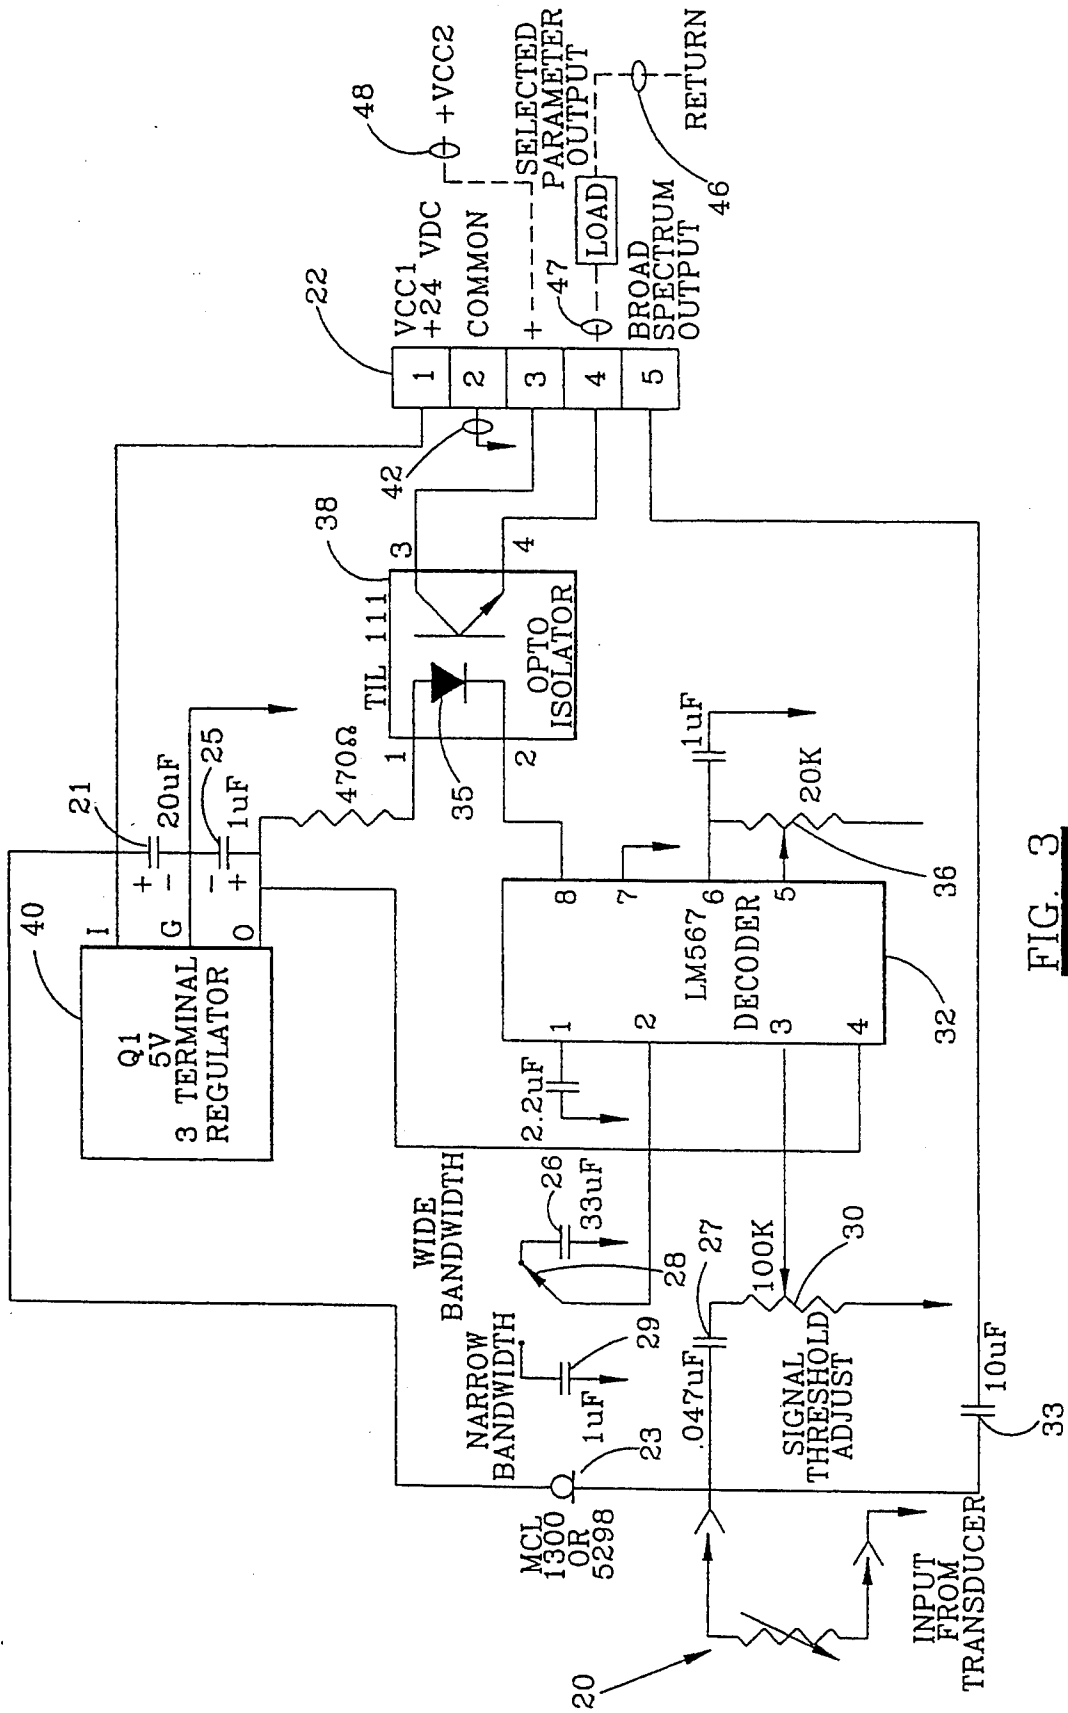 40
Q1
5V
3 TERMINAL
REGULATOR
I
G
O
21
+
20uF
-
25
-
1uF
+
470Ω
TIL 111
38
1
2
3
4
35
OPTO
ISOLATOR
22
VCC1
+24 VDC
COMMON
1
2
3
4
5
42
48
+VCC2
+
SELECTED
PARAMETER
OUTPUT
47
+
LOAD
46
RETURN
BROAD
SPECTRUM
OUTPUT
WIDE
BANDWIDTH
26
33uF
28
NARROW
BANDWIDTH
29
1uF
2.2uF
1
2
3
4
LM567
DECODER
8
7
6
5
32
1uF
20K
36
MCL
1300
OR
5298
23
.047uF
27
100K
30
SIGNAL
THRESHOLD
ADJUST
10uF
33
20
INPUT
FROM
TRANSDUCER
FIG. 3